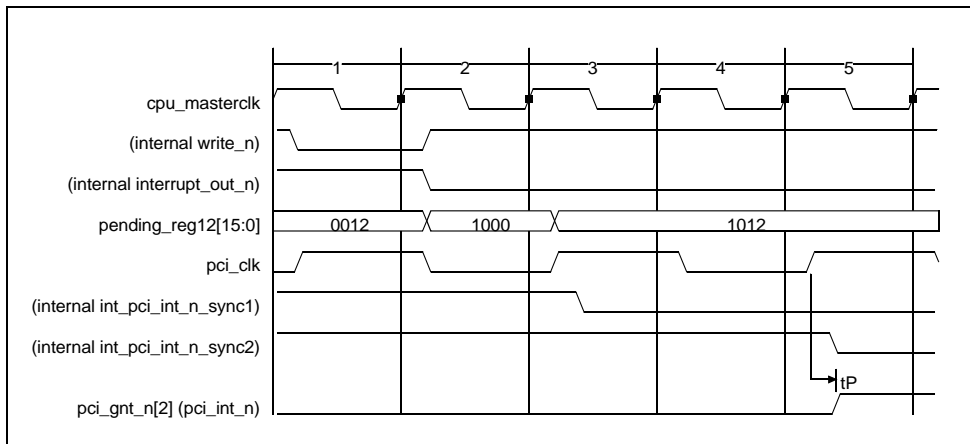 1 2 3 4 5
cpu_masterclk
(internal write_n)
(internal interrupt_out_n)
pending_reg12[15:0] 0012 1000 1012
pci_clk
(internal int_pci_int_n_sync1)
(internal int_pci_int_n_sync2)
tP
pci_gnt_n[2] (pci_int_n)